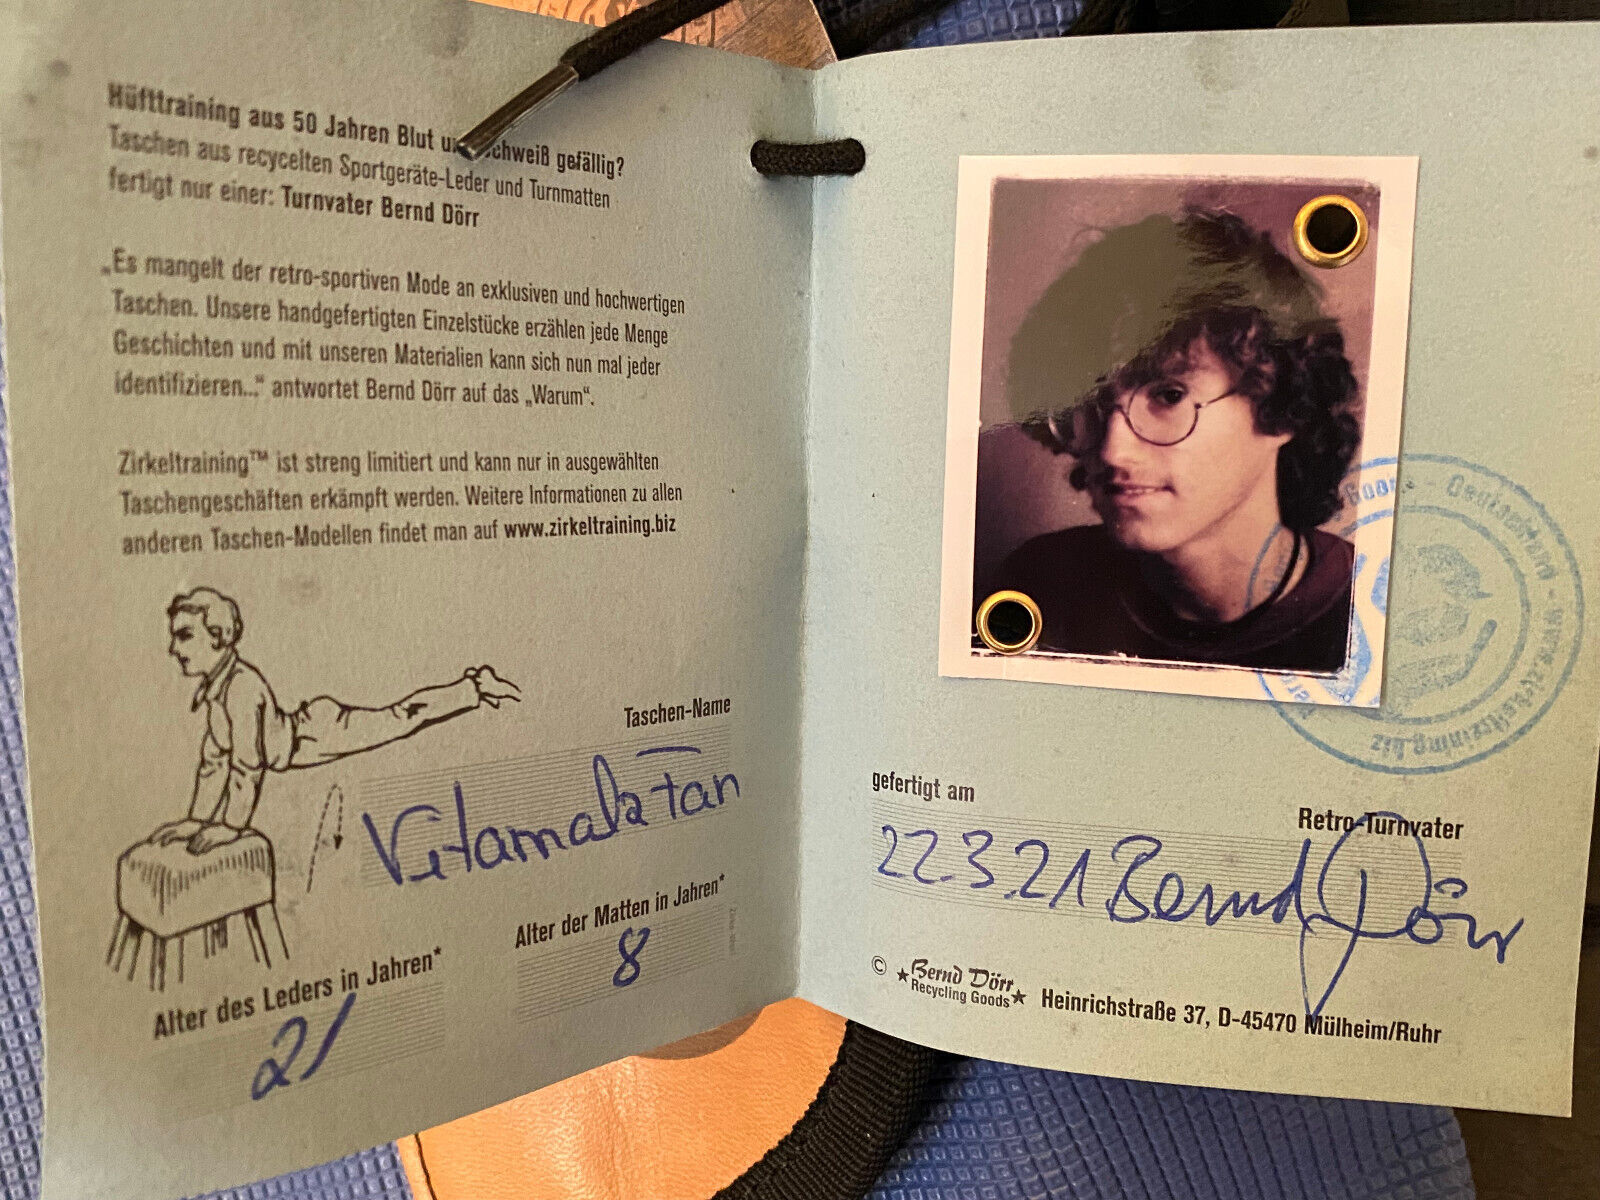 Hüfttraining aus 50 Jahren Blut und Schweiß gefällig?
Taschen aus recycelten Sportgeräte-Leder und Turnmatten
fertigt nur einer: Turnvater Bernd Dörr
„Es mangelt der retro-sportiven Mode an exklusiven und hochwertigen
Taschen. Unsere handgefertigten Einzelstücke erzählen jede Menge
Geschichten und mit unseren Materialien kann sich nun mal jeder
identifizieren...“ antwortet Bernd Dörr auf das „Warum“.
Zirkeltraining™ ist streng limitiert und kann nur in ausgewählten
Taschengeschäften erkämpft werden. Weitere Informationen zu allen
anderen Taschen-Modellen findet man auf www.zirkeltraining.biz
Taschen-Name
Alter der Matten in Jahren*
8
Alter des Leders in Jahren*
21
Goods - Deutschland - www.zirkeltraining.biz
gefertigt am
Retro-Turnvater
22.3.21 Bernd Dörr
© ★Bernd Dörr
Recycling Goods★
Heinrichstraße 37, D-45470 Mülheim/Ruhr